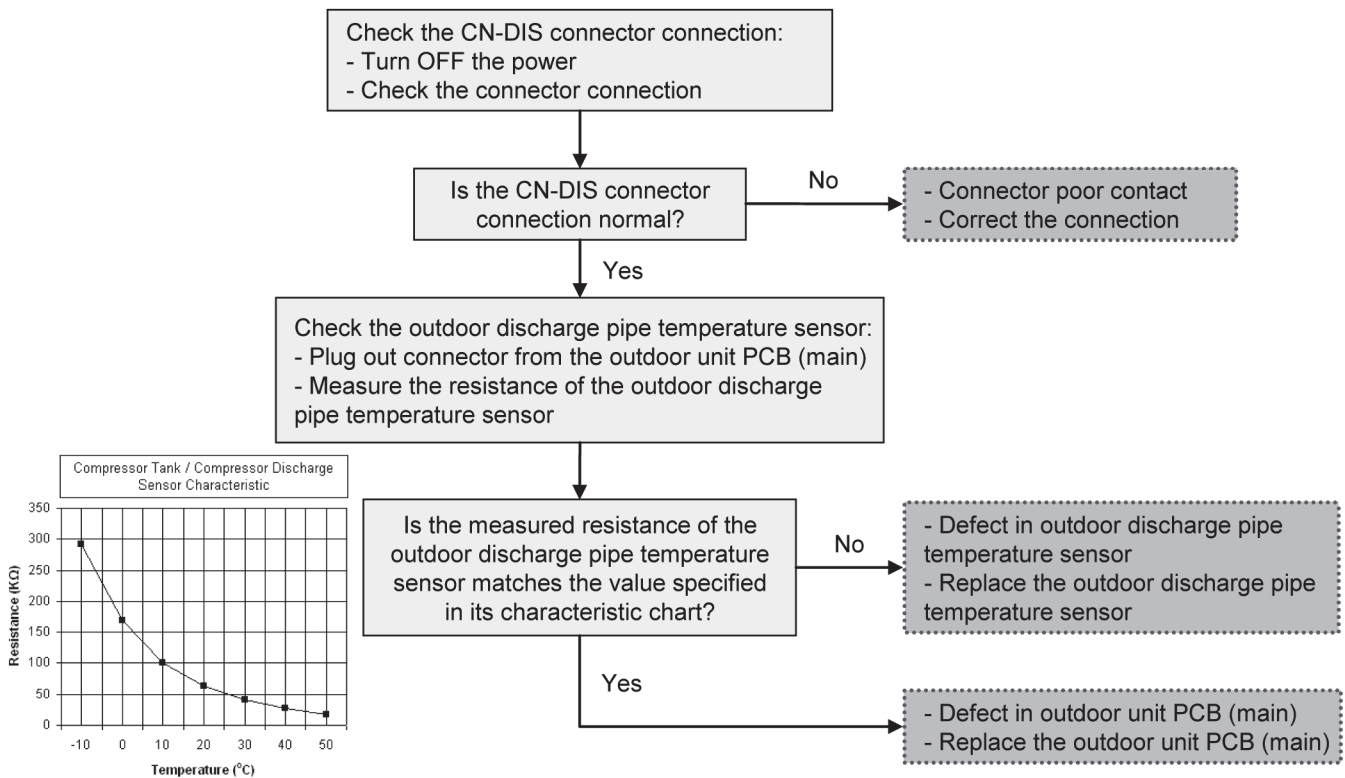 Check the CN-DIS connector connection:
- Turn OFF the power
- Check the connector connection
Is the CN-DIS connector
connection normal?
No
- Connector poor contact
- Correct the connection
Yes
Check the outdoor discharge pipe temperature sensor:
- Plug out connector from the outdoor unit PCB (main)
- Measure the resistance of the outdoor discharge
pipe temperature sensor
Compressor Tank / Compressor Discharge
Sensor Characteristic
350
300
250
200
150
100
50
0
Resistance (KΩ)
-10 0 10 20 30 40 50
Temperature (°C)
Is the measured resistance of the
outdoor discharge pipe temperature
sensor matches the value specified
in its characteristic chart?
No
- Defect in outdoor discharge pipe
temperature sensor
- Replace the outdoor discharge pipe
temperature sensor
Yes
- Defect in outdoor unit PCB (main)
- Replace the outdoor unit PCB (main)